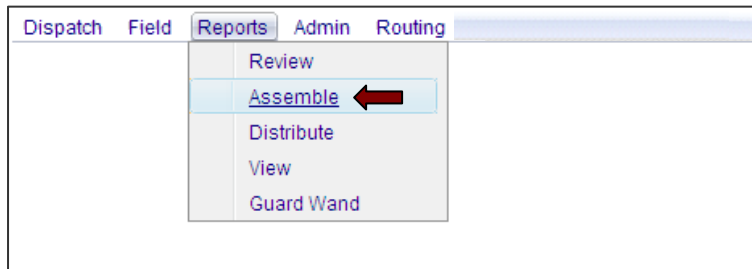 Dispatch Field Reports Admin Routing
Review
Assemble
Distribute
View
Guard Wand